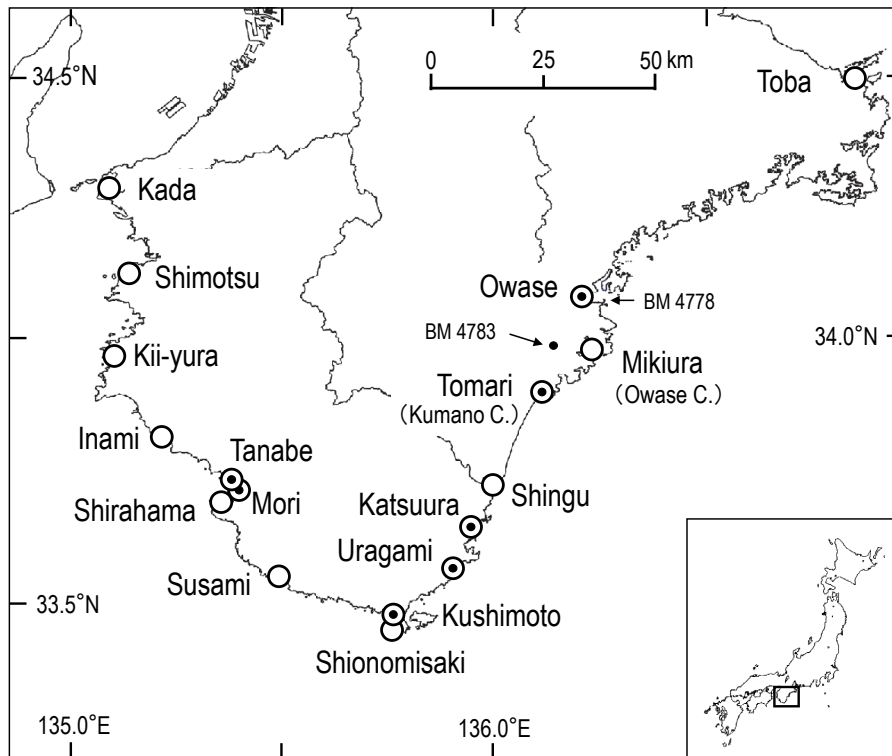 0 25 50 km
34.5°N
Toba
Kada
Shimotsu
Owase
BM 4778
BM 4783
34.0°N
Kii-yura
Mikiura
(Owase C.)
Tomari
(Kumano C.)
Inami
Tanabe
Mori
Shirahama
Katsuura
Shingu
Uragami
Susami
33.5°N
Kushimoto
Shionomisaki
135.0°E
136.0°E